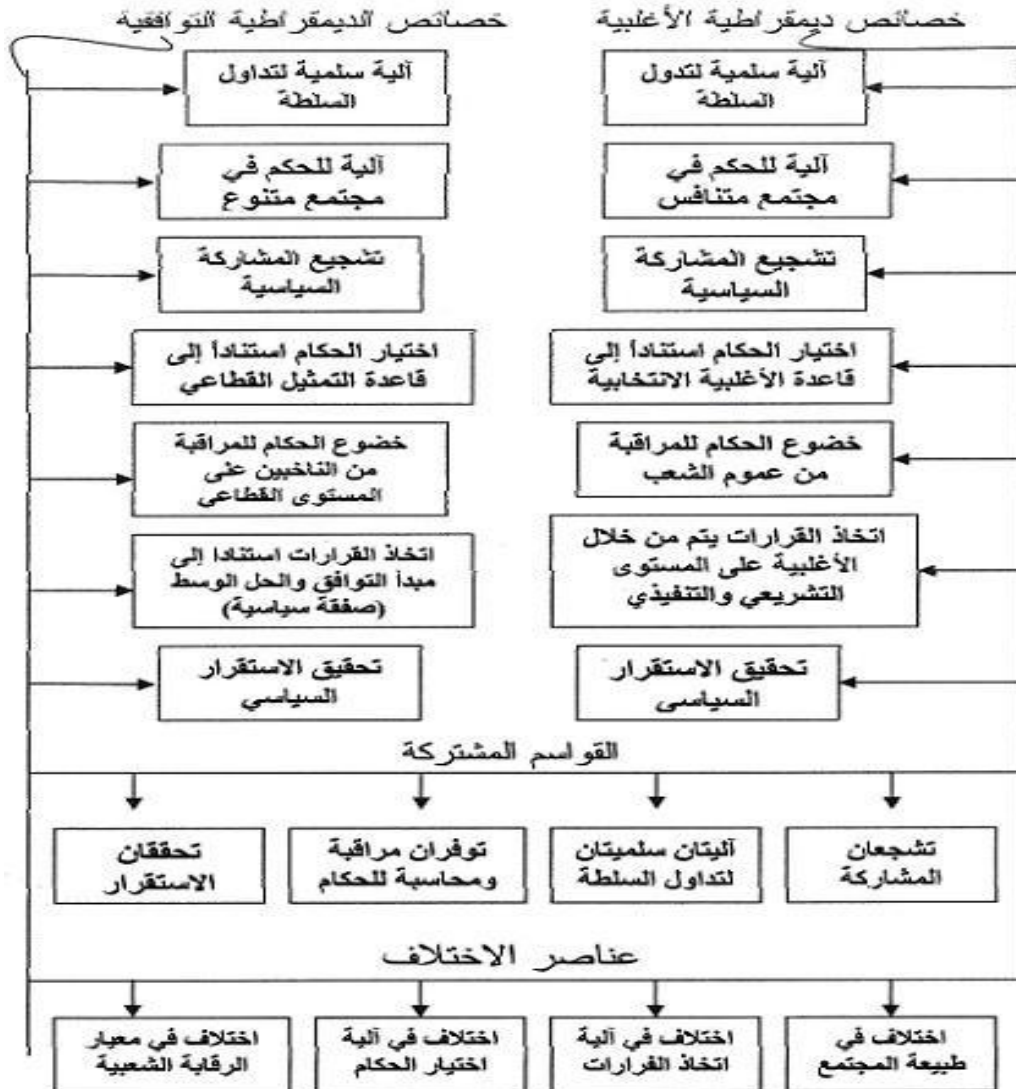 خصائص ديمقراطية الأغلبية
خصائص الديمقراطية التوافقية
آلية سلمية لتدول
السلطة
آلية سلمية لتداول
السلطة
آلية للحكم في
مجتمع متنافس
آلية للحكم في
مجتمع متنوع
تشجيع المشاركة
السياسية
تشجيع المشاركة
السياسية
اختيار الحكام استناداً إلى
قاعدة الأغلبية الانتخابية
اختيار الحكام استناداً إلى
قاعدة التمثيل القطاعي
خضوع الحكام للمراقبة
من عموم الشعب
خضوع الحكام للمراقبة
من الناخبين على
المستوى القطاعي
اتخاذ القرارات يتم من خلال
الأغلبية على المستوى
التشريعي والتنفيذي
اتخاذ القرارات استنادا إلى
مبدأ التوافق والحل الوسط
(صفقة سياسية)
تحقيق الاستقرار
السياسي
تحقيق الاستقرار
السياسي
القواسم المشتركة
تشجعان
المشاركة
آليتان سلميتان
لتداول السلطة
توفران مراقبة
ومحاسبة للحكام
تحققان
الاستقرار
عناصر الاختلاف
اختلاف في
طبيعة المجتمع
اختلاف في آلية
اتخاذ القرارات
اختلاف في آلية
اختيار الحكام
اختلاف في معيار
الرقابة الشعبية